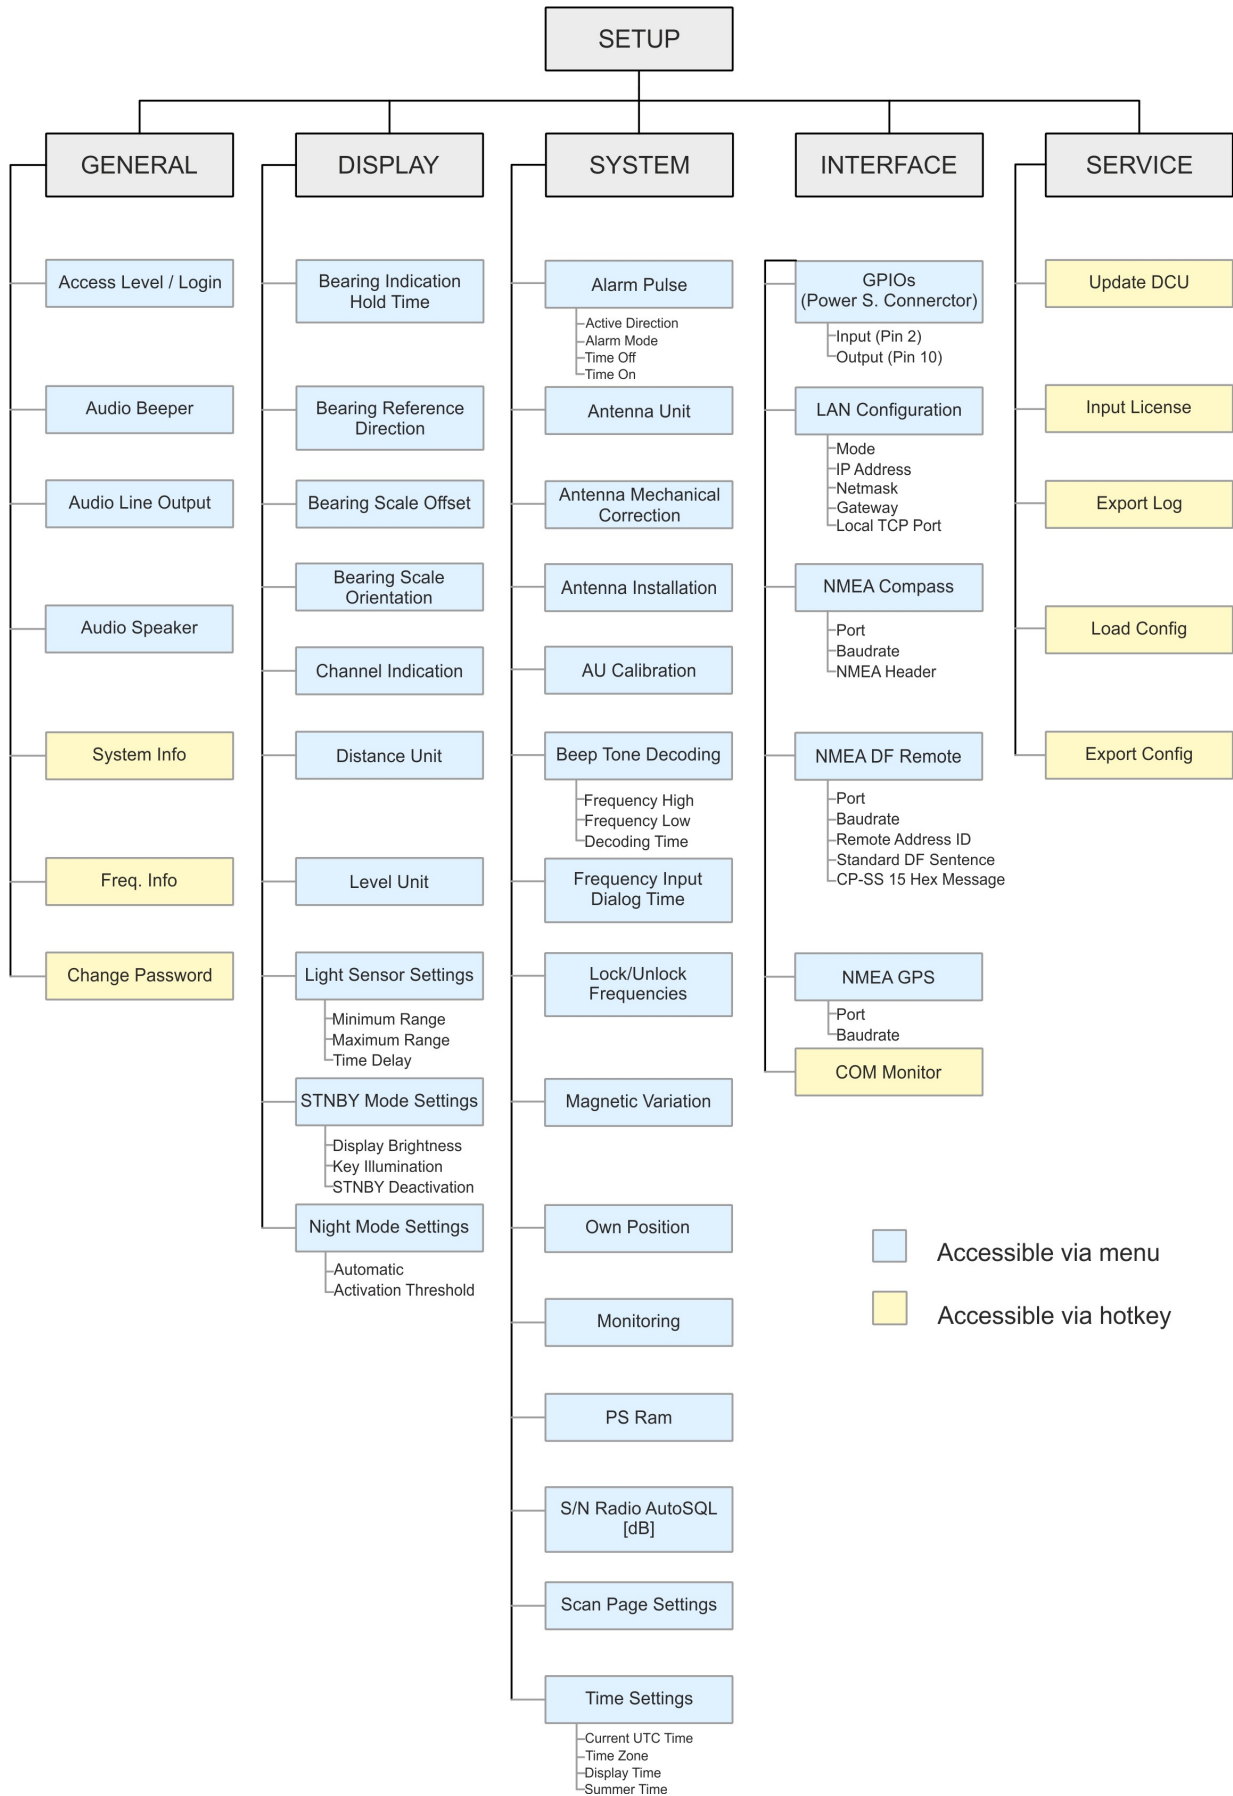 SETUP
GENERAL
Access Level / Login
Audio Beeper
Audio Line Output
Audio Speaker
System Info
Freq. Info
Change Password
DISPLAY
Bearing Indication
Hold Time
Bearing Reference
Direction
Bearing Scale Offset
Bearing Scale
Orientation
Channel Indication
Distance Unit
Level Unit
Light Sensor Settings
Minimum Range
Maximum Range
Time Delay
STNBY Mode Settings
Display Brightness
Key Illumination
STNBY Deactivation
Night Mode Settings
Automatic
Activation Threshold
SYSTEM
Alarm Pulse
Active Direction
Alarm Mode
Time Off
Time On
Antenna Unit
Antenna Mechanical
Correction
Antenna Installation
AU Calibration
Beep Tone Decoding
Frequency High
Frequency Low
Decoding Time
Frequency Input
Dialog Time
Lock/Unlock
Frequencies
Magnetic Variation
Own Position
Monitoring
PS Ram
S/N Radio AutoSQL
[dB]
Scan Page Settings
Time Settings
Current UTC Time
Time Zone
Display Time
Summer Time
INTERFACE
GPIOs
(Power S. Connerctor)
Input (Pin 2)
Output (Pin 10)
LAN Configuration
Mode
IP Address
Netmask
Gateway
Local TCP Port
NMEA Compass
Port
Baudrate
NMEA Header
NMEA DF Remote
Port
Baudrate
Remote Address ID
Standard DF Sentence
CP-SS 15 Hex Message
NMEA GPS
Port
Baudrate
COM Monitor
SERVICE
Update DCU
Input License
Export Log
Load Config
Export Config
Accessible via menu
Accessible via hotkey